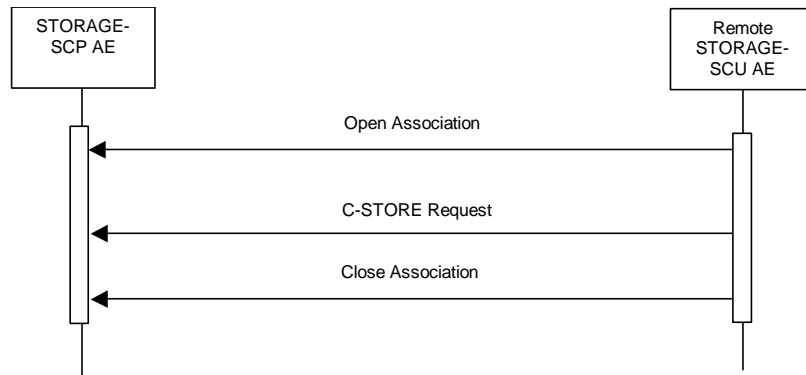 STORAGE-
SCP AE
Remote
STORAGE-
SCU AE
Open Association
C-STORE Request
Close Association